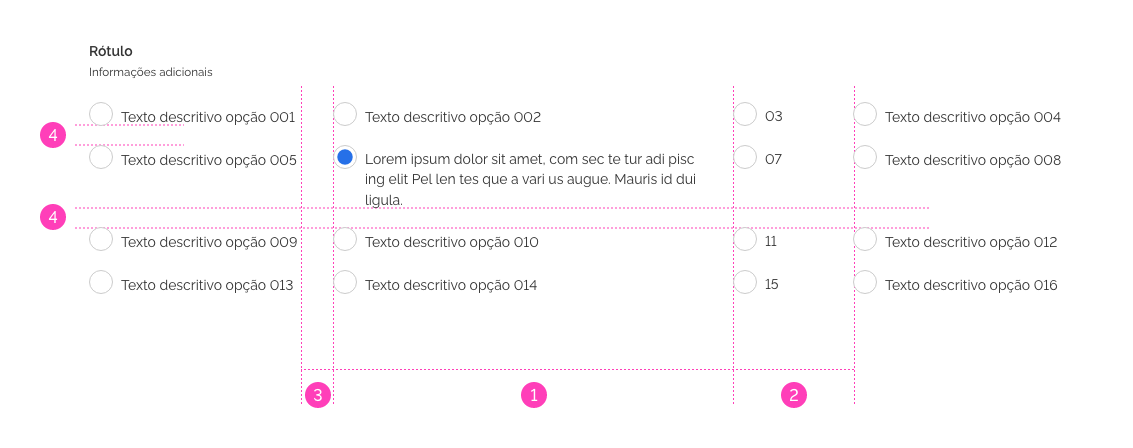 Rótulo
Informações adicionais
Texto descritivo opção 001
Texto descritivo opção 002
03
Texto descritivo opção 004
4
Texto descritivo opção 005
Lorem ipsum dolor sit amet, com sec te tur adi pisc
ing elit Pel len tes que a vari us augue. Mauris id dui
ligula.
07
Texto descritivo opção 008
4
Texto descritivo opção 009
Texto descritivo opção 010
11
Texto descritivo opção 012
Texto descritivo opção 013
Texto descritivo opção 014
15
Texto descritivo opção 016
3
1
2